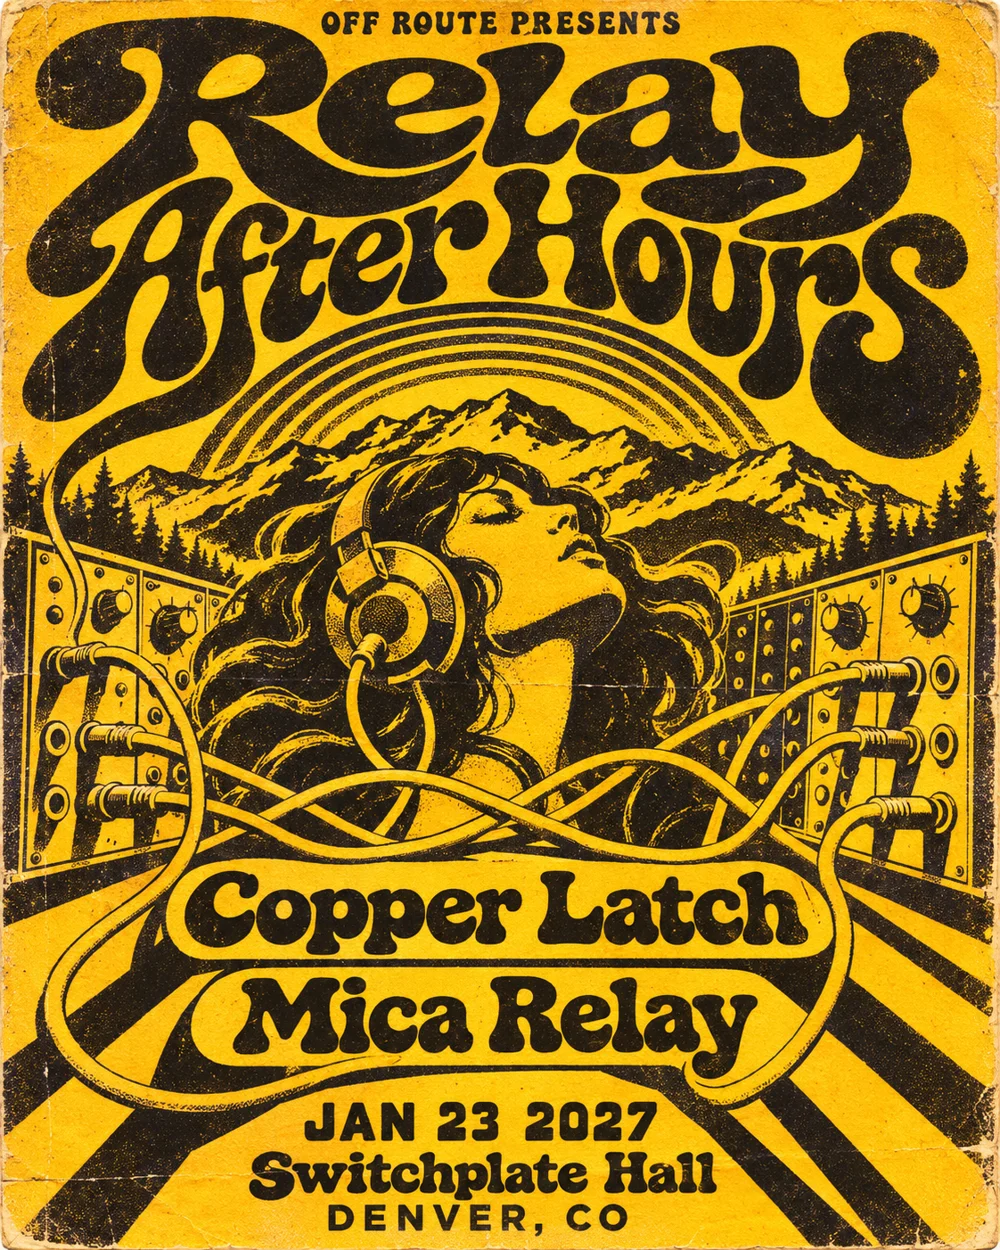 OFF ROUTE PRESENTS
Relay
After Hours
Copper Latch
Mica Relay
JAN 23 2027
Switchplate Hall
DENVER, CO